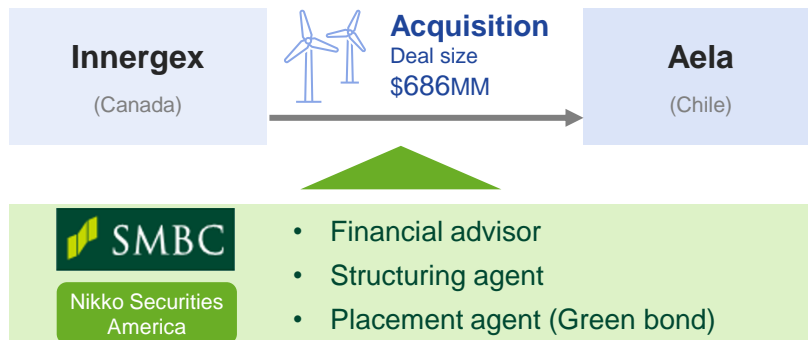 Innergex
(Canada)
Acquisition
Deal size
$686MM
Aela
(Chile)
SMBC
Nikko Securities
America
• Financial advisor
• Structuring agent
• Placement agent (Green bond)